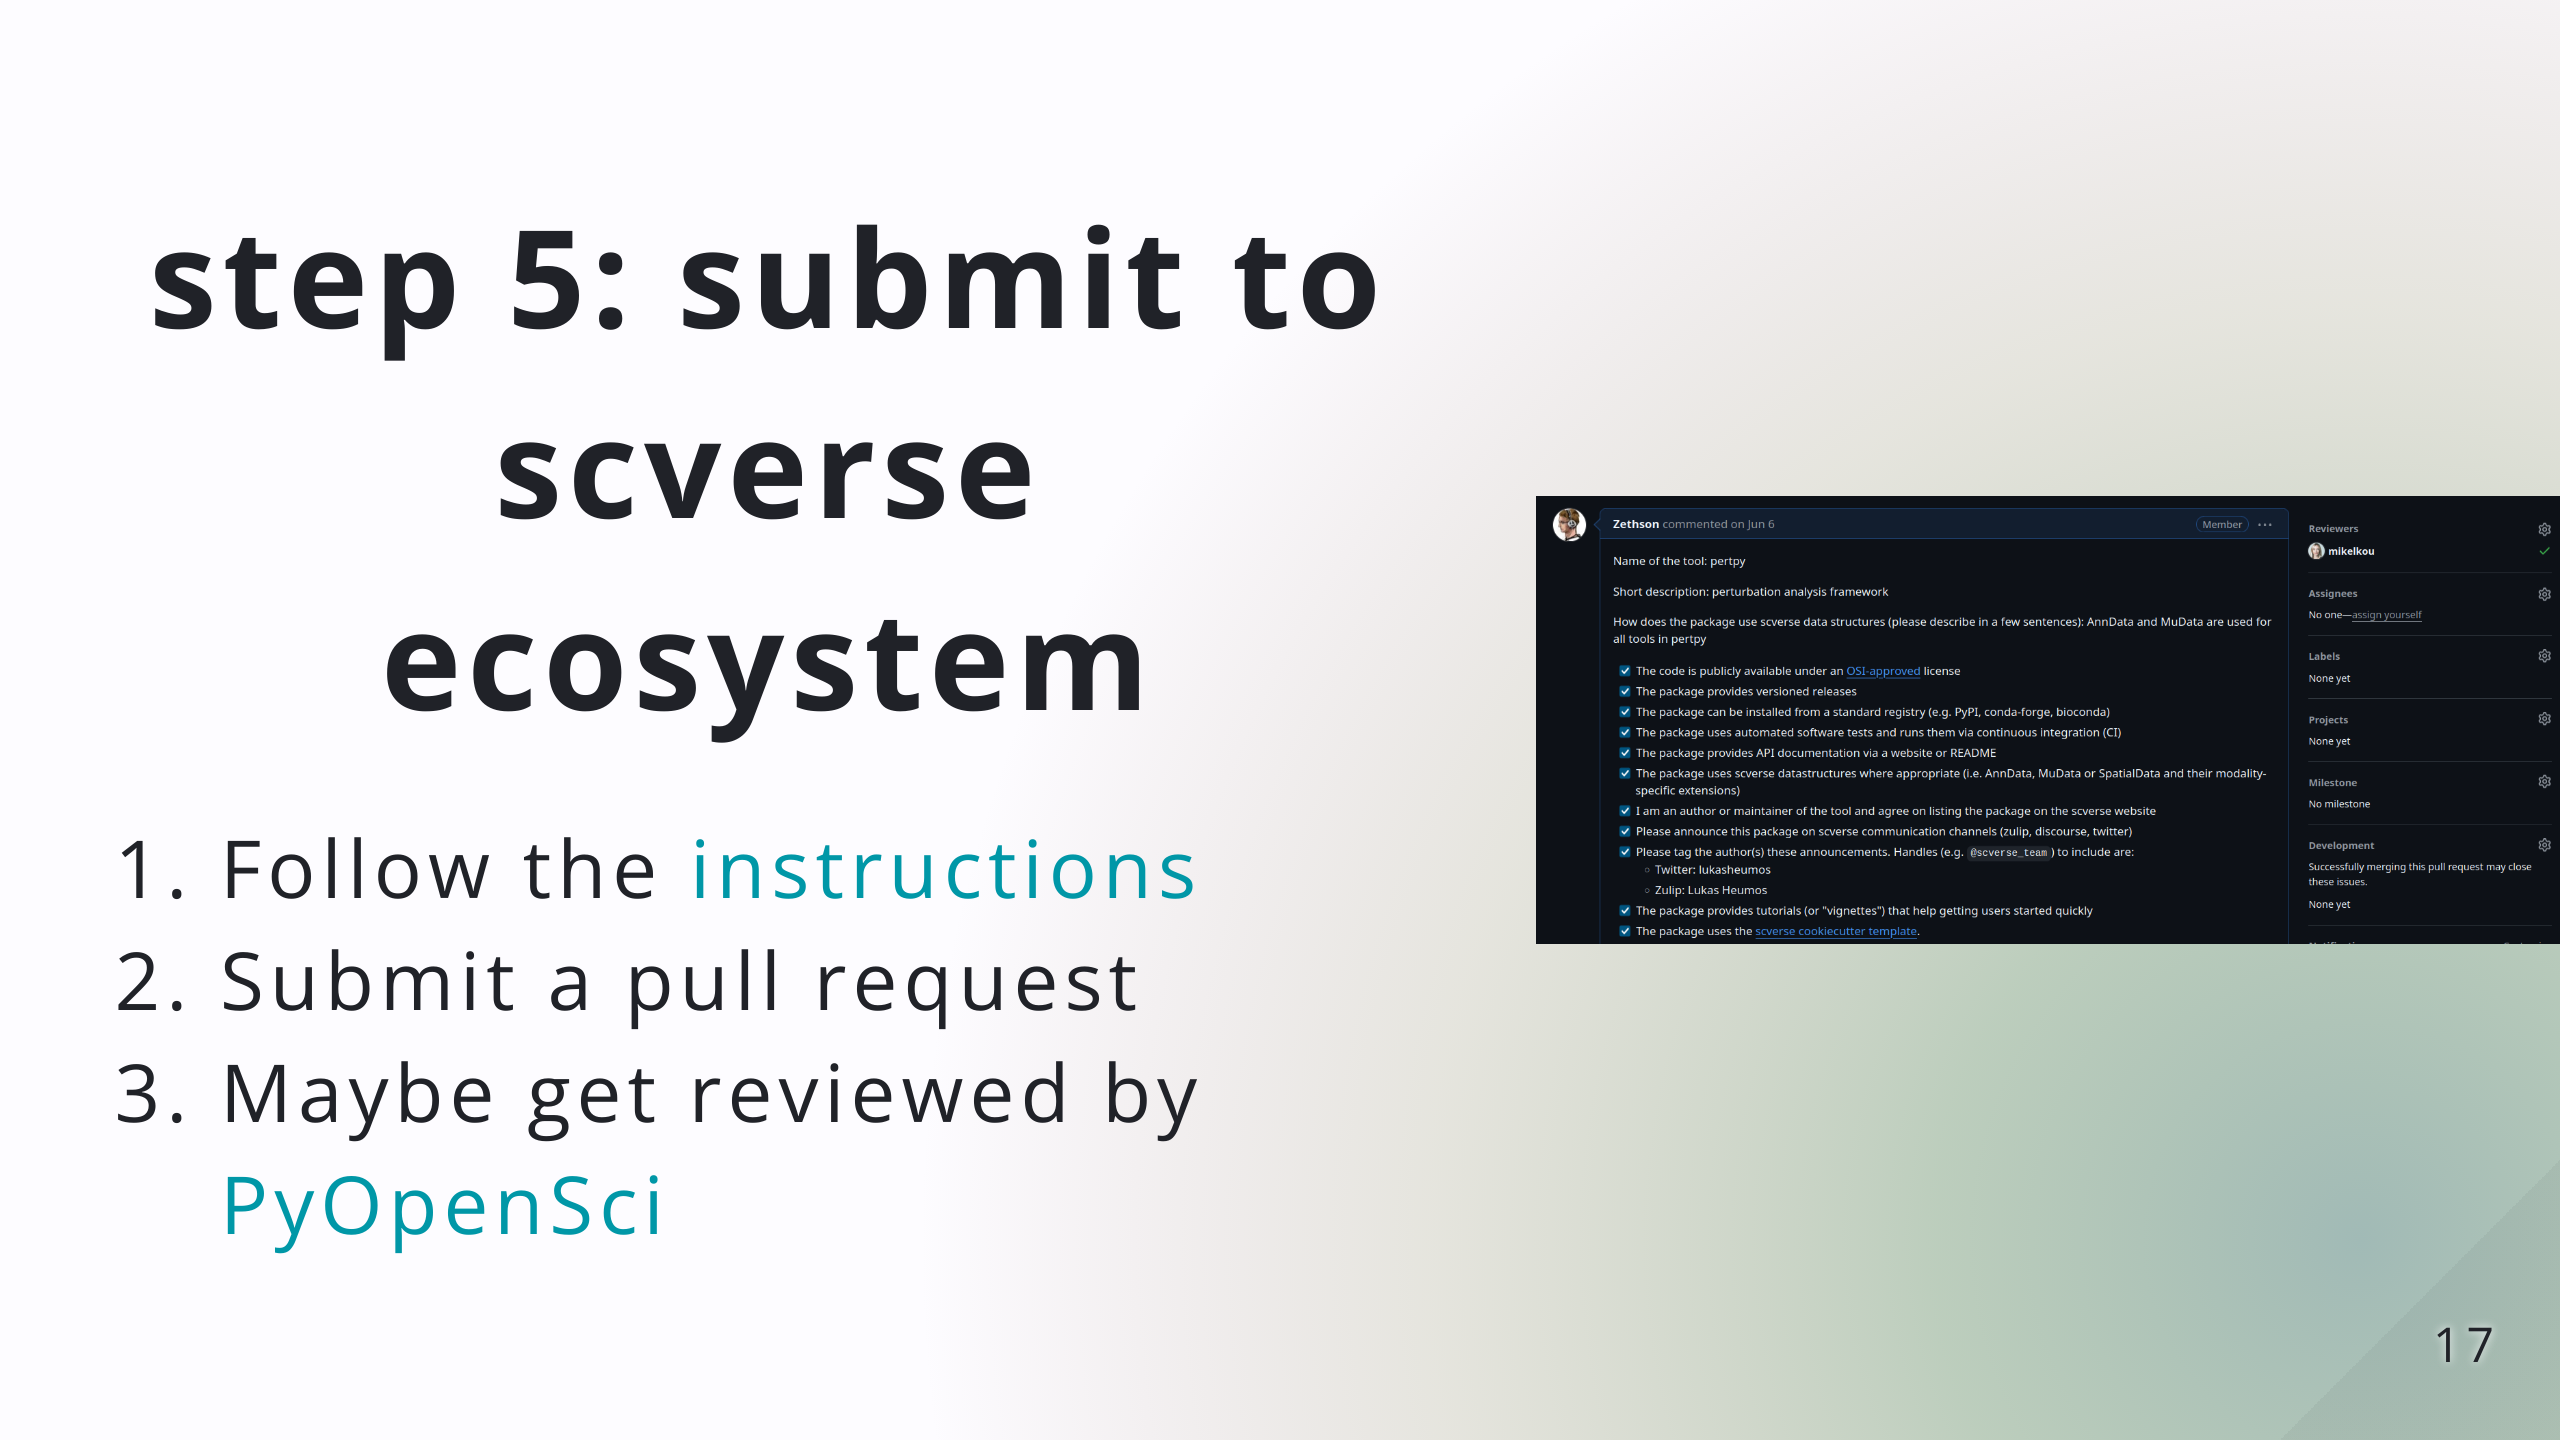 step 5: submit to
scverse
ecosystem
1. Follow the instructions
2. Submit a pull request
3. Maybe get reviewed by
PyOpenSci
Zethson commented on Jun 6
Member
Name of the tool: pertpy
Short description: perturbation analysis framework
How does the package use scverse data structures (please describe in a few sentences): AnnData and MuData are used for
all tools in pertpy
The code is publicly available under an OSI-approved license
The package provides versioned releases
The package can be installed from a standard registry (e.g. PyPI, conda-forge, bioconda)
The package uses automated software tests and runs them via continuous integration (CI)
The package provides API documentation via a website or README
The package uses scverse datastructures where appropriate (i.e. AnnData, MuData or SpatialData and their modality-
specific extensions)
I am an author or maintainer of the tool and agree on listing the package on the scverse website
Please announce this package on scverse communication channels (zulip, discourse, twitter)
Please tag the author(s) these announcements. Handles (e.g. @scverse_team ) to include are:
Twitter: lukasheumos
Zulip: Lukas Heumos
The package provides tutorials (or "vignettes") that help getting users started quickly
The package uses the scverse cookiecutter template.
Reviewers
mikelkou
Assignees
No one—assign yourself
Labels
None yet
Projects
None yet
Milestone
No milestone
Development
Successfully merging this pull request may close
these issues.
None yet
17